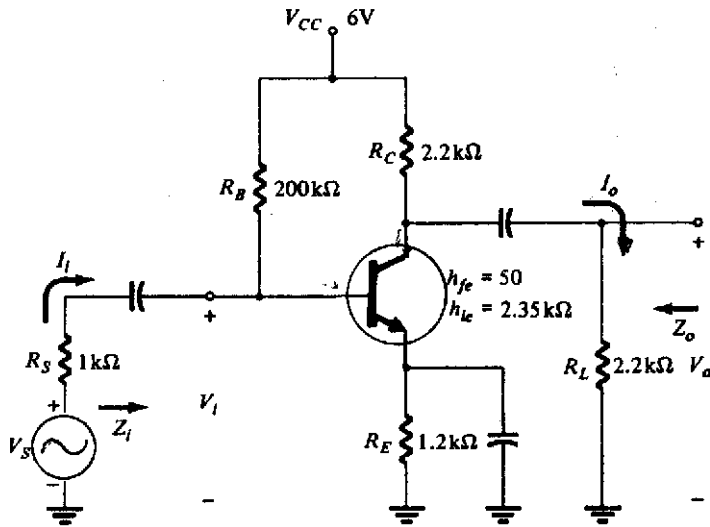 V_CC 6V
R_C 2.2kΩ
R_B 200kΩ
I_o
I_i
h_fe = 50
h_ie = 2.35kΩ
+
+
Z_o
R_S 1kΩ
R_L 2.2kΩ V_o
+
Z_i
V_i
V_S
R_E 1.2kΩ
-
-
-